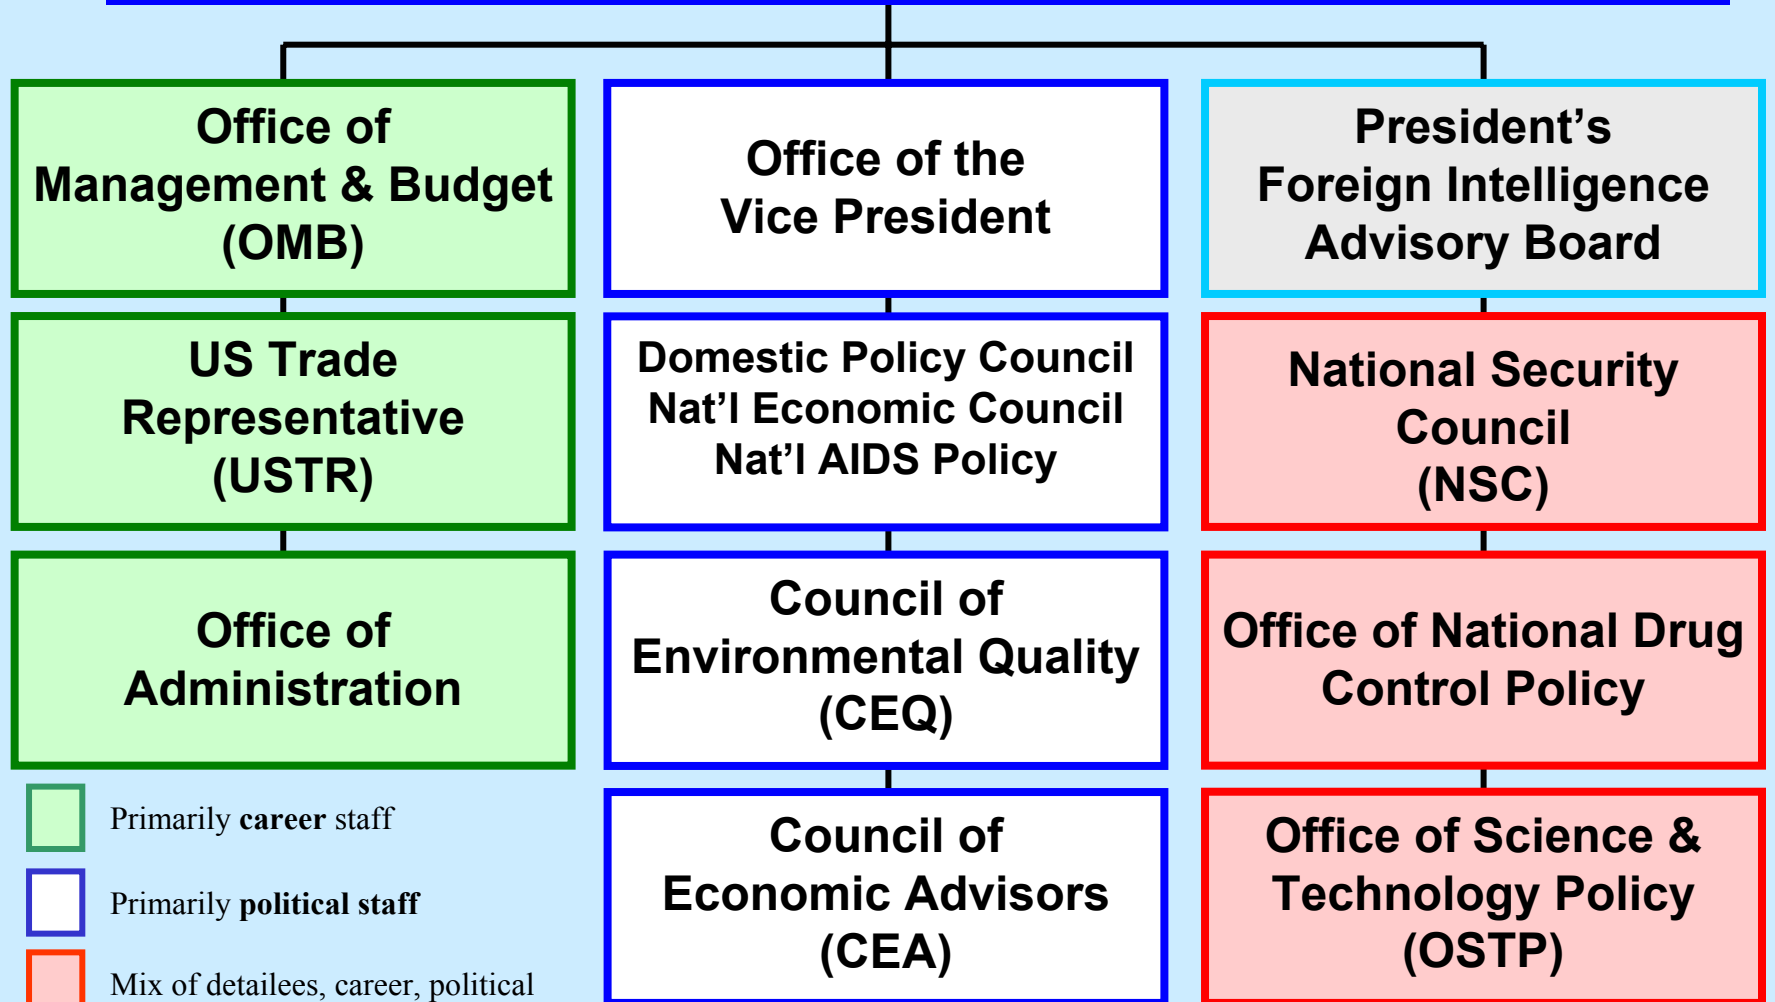 Office of
Management & Budget
(OMB)
Office of the
Vice President
President’s
Foreign Intelligence
Advisory Board
US Trade
Representative
(USTR)
Domestic Policy Council
Nat’l Economic Council
Nat’l AIDS Policy
National Security
Council
(NSC)
Office of
Administration
Council of
Environmental Quality
(CEQ)
Office of National Drug
Control Policy
Primarily career staff
Primarily political staff
Mix of detailees, career, political
Council of
Economic Advisors
(CEA)
Office of Science &
Technology Policy
(OSTP)